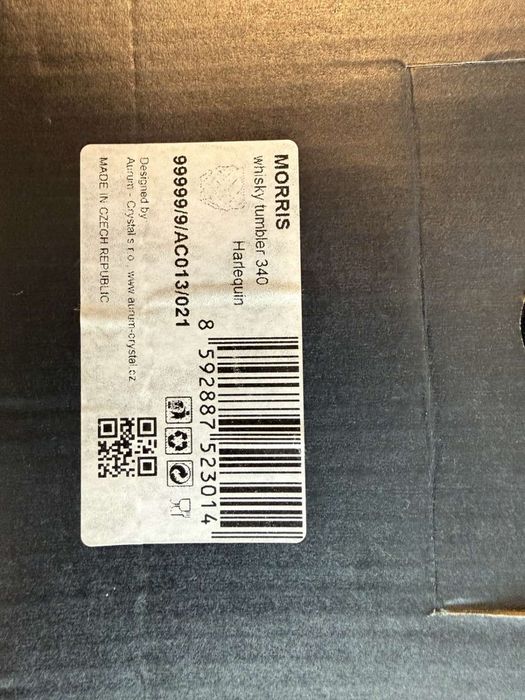 MORRIS
whisky tumbler 340
Harlequin
99999/9/AC013/021
8 592887 523014
Designed by
Aurum - Crystal s.r.o., www.aurum-crystal.cz
MADE IN CZECH REPUBLIC